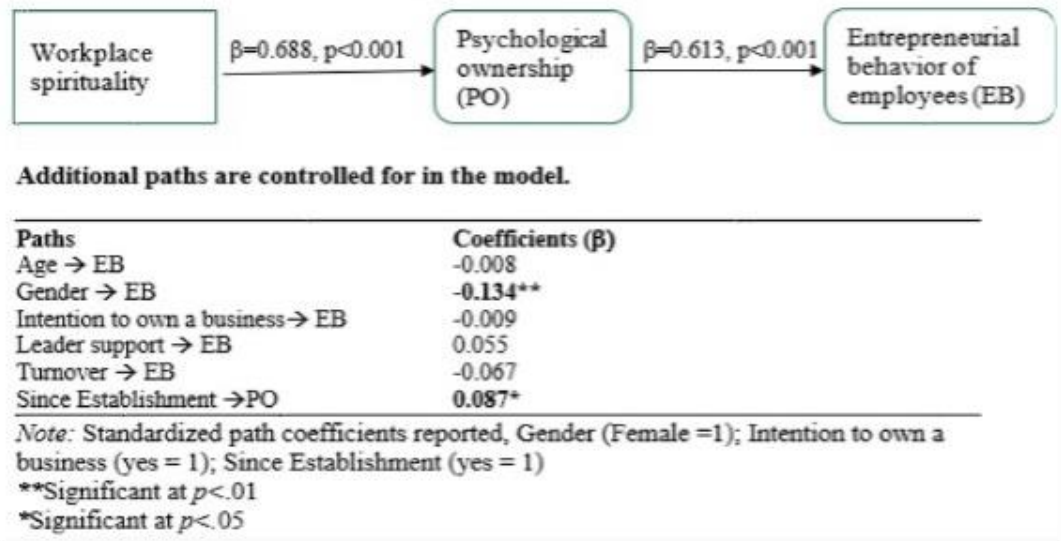 Workplace
spirituality
β=0.688, p<0.001
Psychological
ownership
(PO)
β=0.613, p<0.001
Entrepreneurial
behavior of
employees (EB)
Additional paths are controlled for in the model.
Paths Coefficients (β)
Age → EB -0.008
Gender → EB -0.134**
Intention to own a business→ EB -0.009
Leader support → EB 0.055
Turnover → EB -0.067
Since Establishment →PO 0.087*
Note: Standardized path coefficients reported, Gender (Female =1); Intention to own a
business (yes = 1); Since Establishment (yes = 1)
**Significant at p<.01
*Significant at p<.05